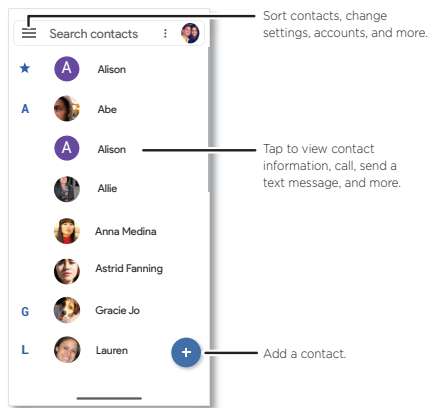 Search contacts
Sort contacts, change
settings, accounts, and more.
A Alison
A Abe
A Alison
Tap to view contact
information, call, send a
text message, and more.
Allie
Anna Medina
Astrid Fanning
G Gracie Jo
L Lauren
Add a contact.